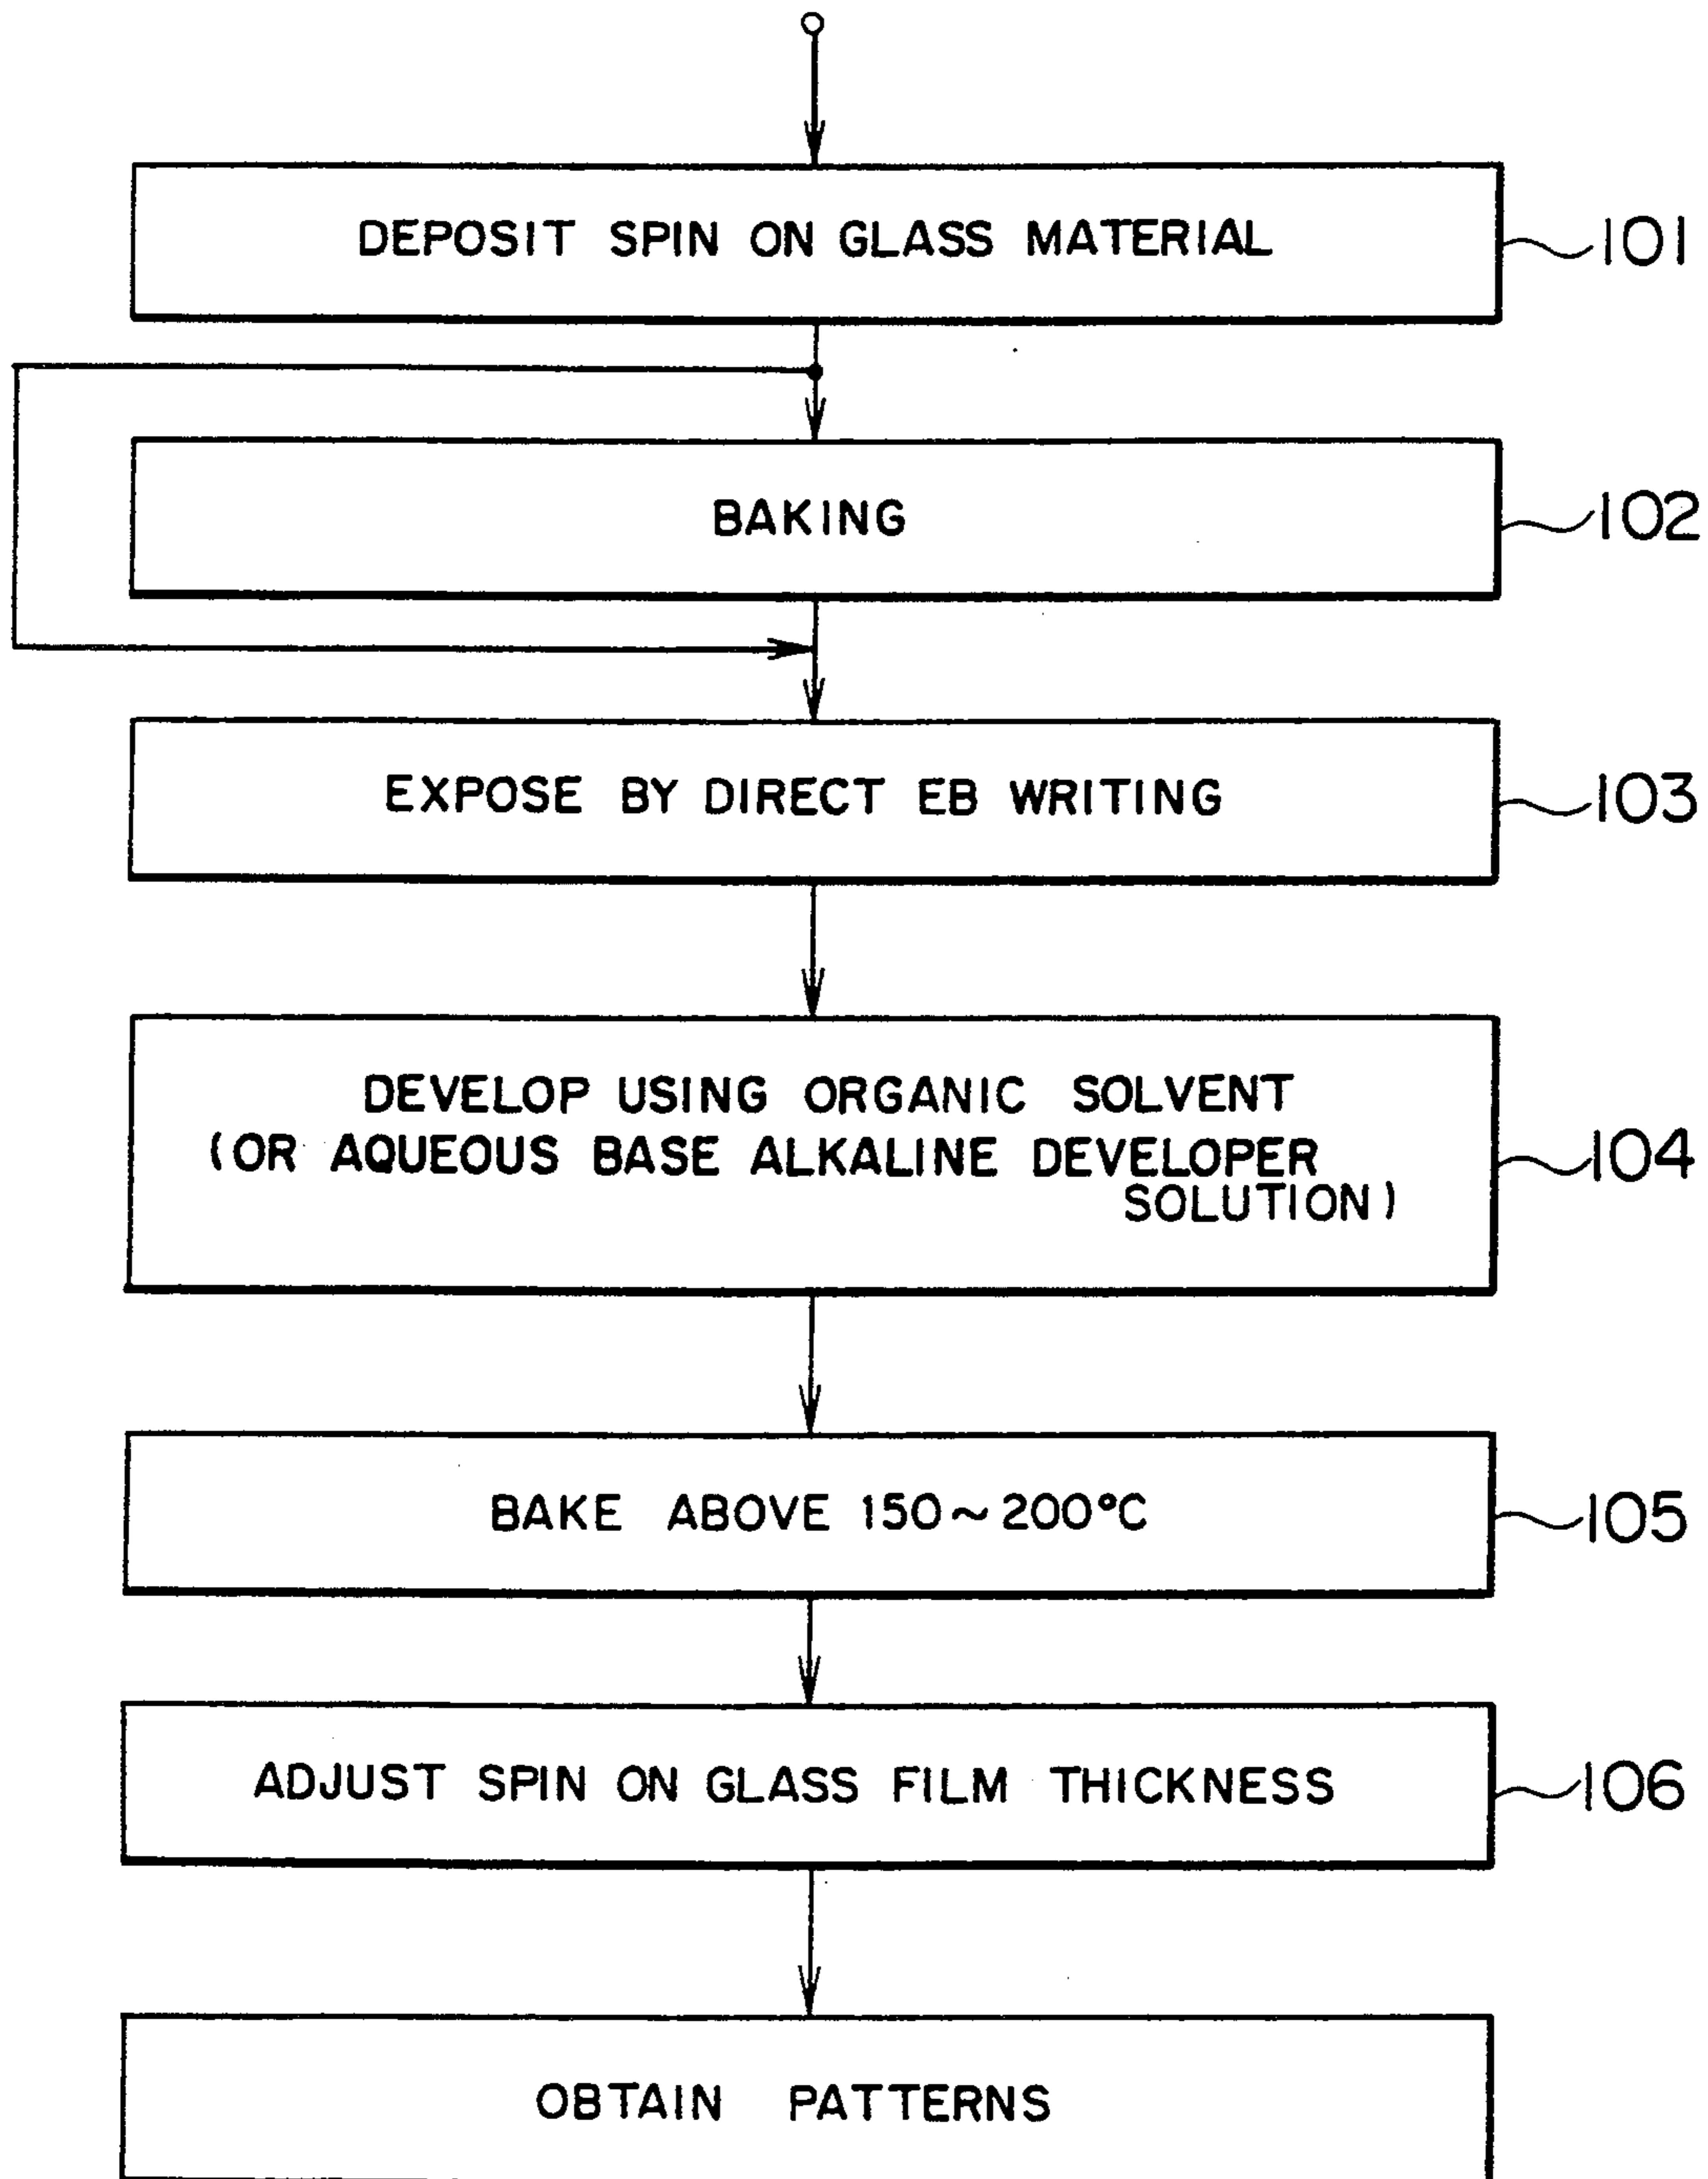 DEPOSIT SPIN ON GLASS MATERIAL
101
BAKING
102
EXPOSE BY DIRECT EB WRITING
103
DEVELOP USING ORGANIC SOLVENT
(OR AQUEOUS BASE ALKALINE DEVELOPER
SOLUTION)
104
BAKE ABOVE 150~200°C
105
ADJUST SPIN ON GLASS FILM THICKNESS
106
OBTAIN PATTERNS